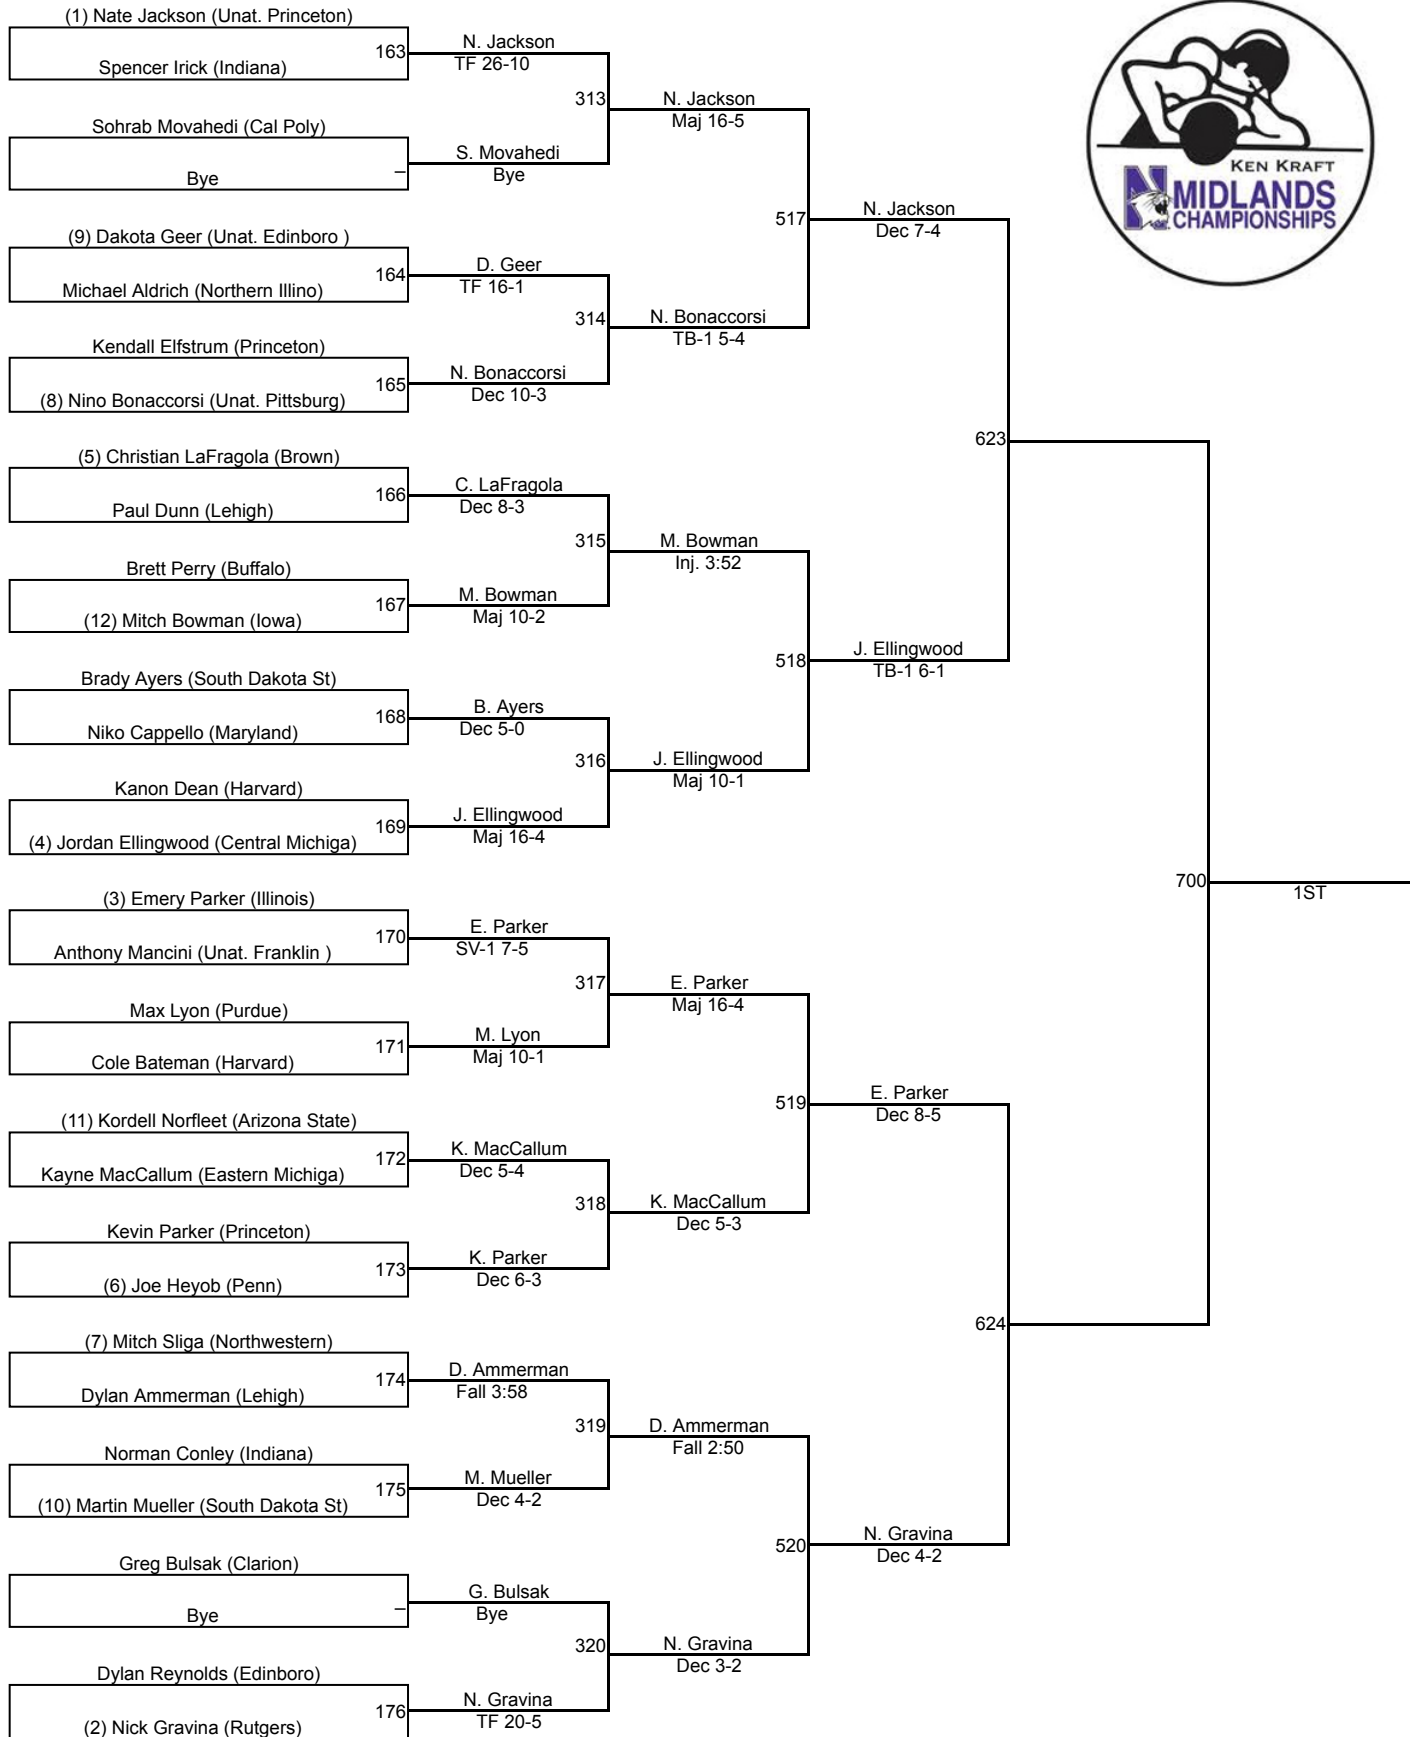 (1) Nate Jackson (Unat. Princeton)
163
Spencer Irick (Indiana)
N. Jackson
TF 26-10
313
Sohrab Movahedi (Cal Poly)
–
Bye
S. Movahedi
Bye
N. Jackson
Maj 16-5
517
(9) Dakota Geer (Unat. Edinboro )
164
Michael Aldrich (Northern Illino)
D. Geer
TF 16-1
314
Kendall Elfstrum (Princeton)
165
(8) Nino Bonaccorsi (Unat. Pittsburg)
N. Bonaccorsi
Dec 10-3
N. Bonaccorsi
TB-1 5-4
N. Jackson
Dec 7-4
623
(5) Christian LaFragola (Brown)
166
Paul Dunn (Lehigh)
C. LaFragola
Dec 8-3
315
Brett Perry (Buffalo)
167
(12) Mitch Bowman (Iowa)
M. Bowman
Maj 10-2
M. Bowman
Inj. 3:52
518
Brady Ayers (South Dakota St)
168
Niko Cappello (Maryland)
B. Ayers
Dec 5-0
316
Kanon Dean (Harvard)
169
(4) Jordan Ellingwood (Central Michiga)
J. Ellingwood
Maj 16-4
J. Ellingwood
Maj 10-1
J. Ellingwood
TB-1 6-1
700
1ST
(3) Emery Parker (Illinois)
170
Anthony Mancini (Unat. Franklin )
E. Parker
SV-1 7-5
317
Max Lyon (Purdue)
171
Cole Bateman (Harvard)
M. Lyon
Maj 10-1
E. Parker
Maj 16-4
519
(11) Kordell Norfleet (Arizona State)
172
Kayne MacCallum (Eastern Michiga)
K. MacCallum
Dec 5-4
318
Kevin Parker (Princeton)
173
(6) Joe Heyob (Penn)
K. Parker
Dec 6-3
K. MacCallum
Dec 5-3
E. Parker
Dec 8-5
624
(7) Mitch Sliga (Northwestern)
174
Dylan Ammerman (Lehigh)
D. Ammerman
Fall 3:58
319
Norman Conley (Indiana)
175
(10) Martin Mueller (South Dakota St)
M. Mueller
Dec 4-2
D. Ammerman
Fall 2:50
520
Greg Bulsak (Clarion)
–
Bye
G. Bulsak
Bye
320
Dylan Reynolds (Edinboro)
176
(2) Nick Gravina (Rutgers)
N. Gravina
TF 20-5
N. Gravina
Dec 3-2
N. Gravina
Dec 4-2
KEN KRAFT
N MIDLANDS
CHAMPIONSHIPS